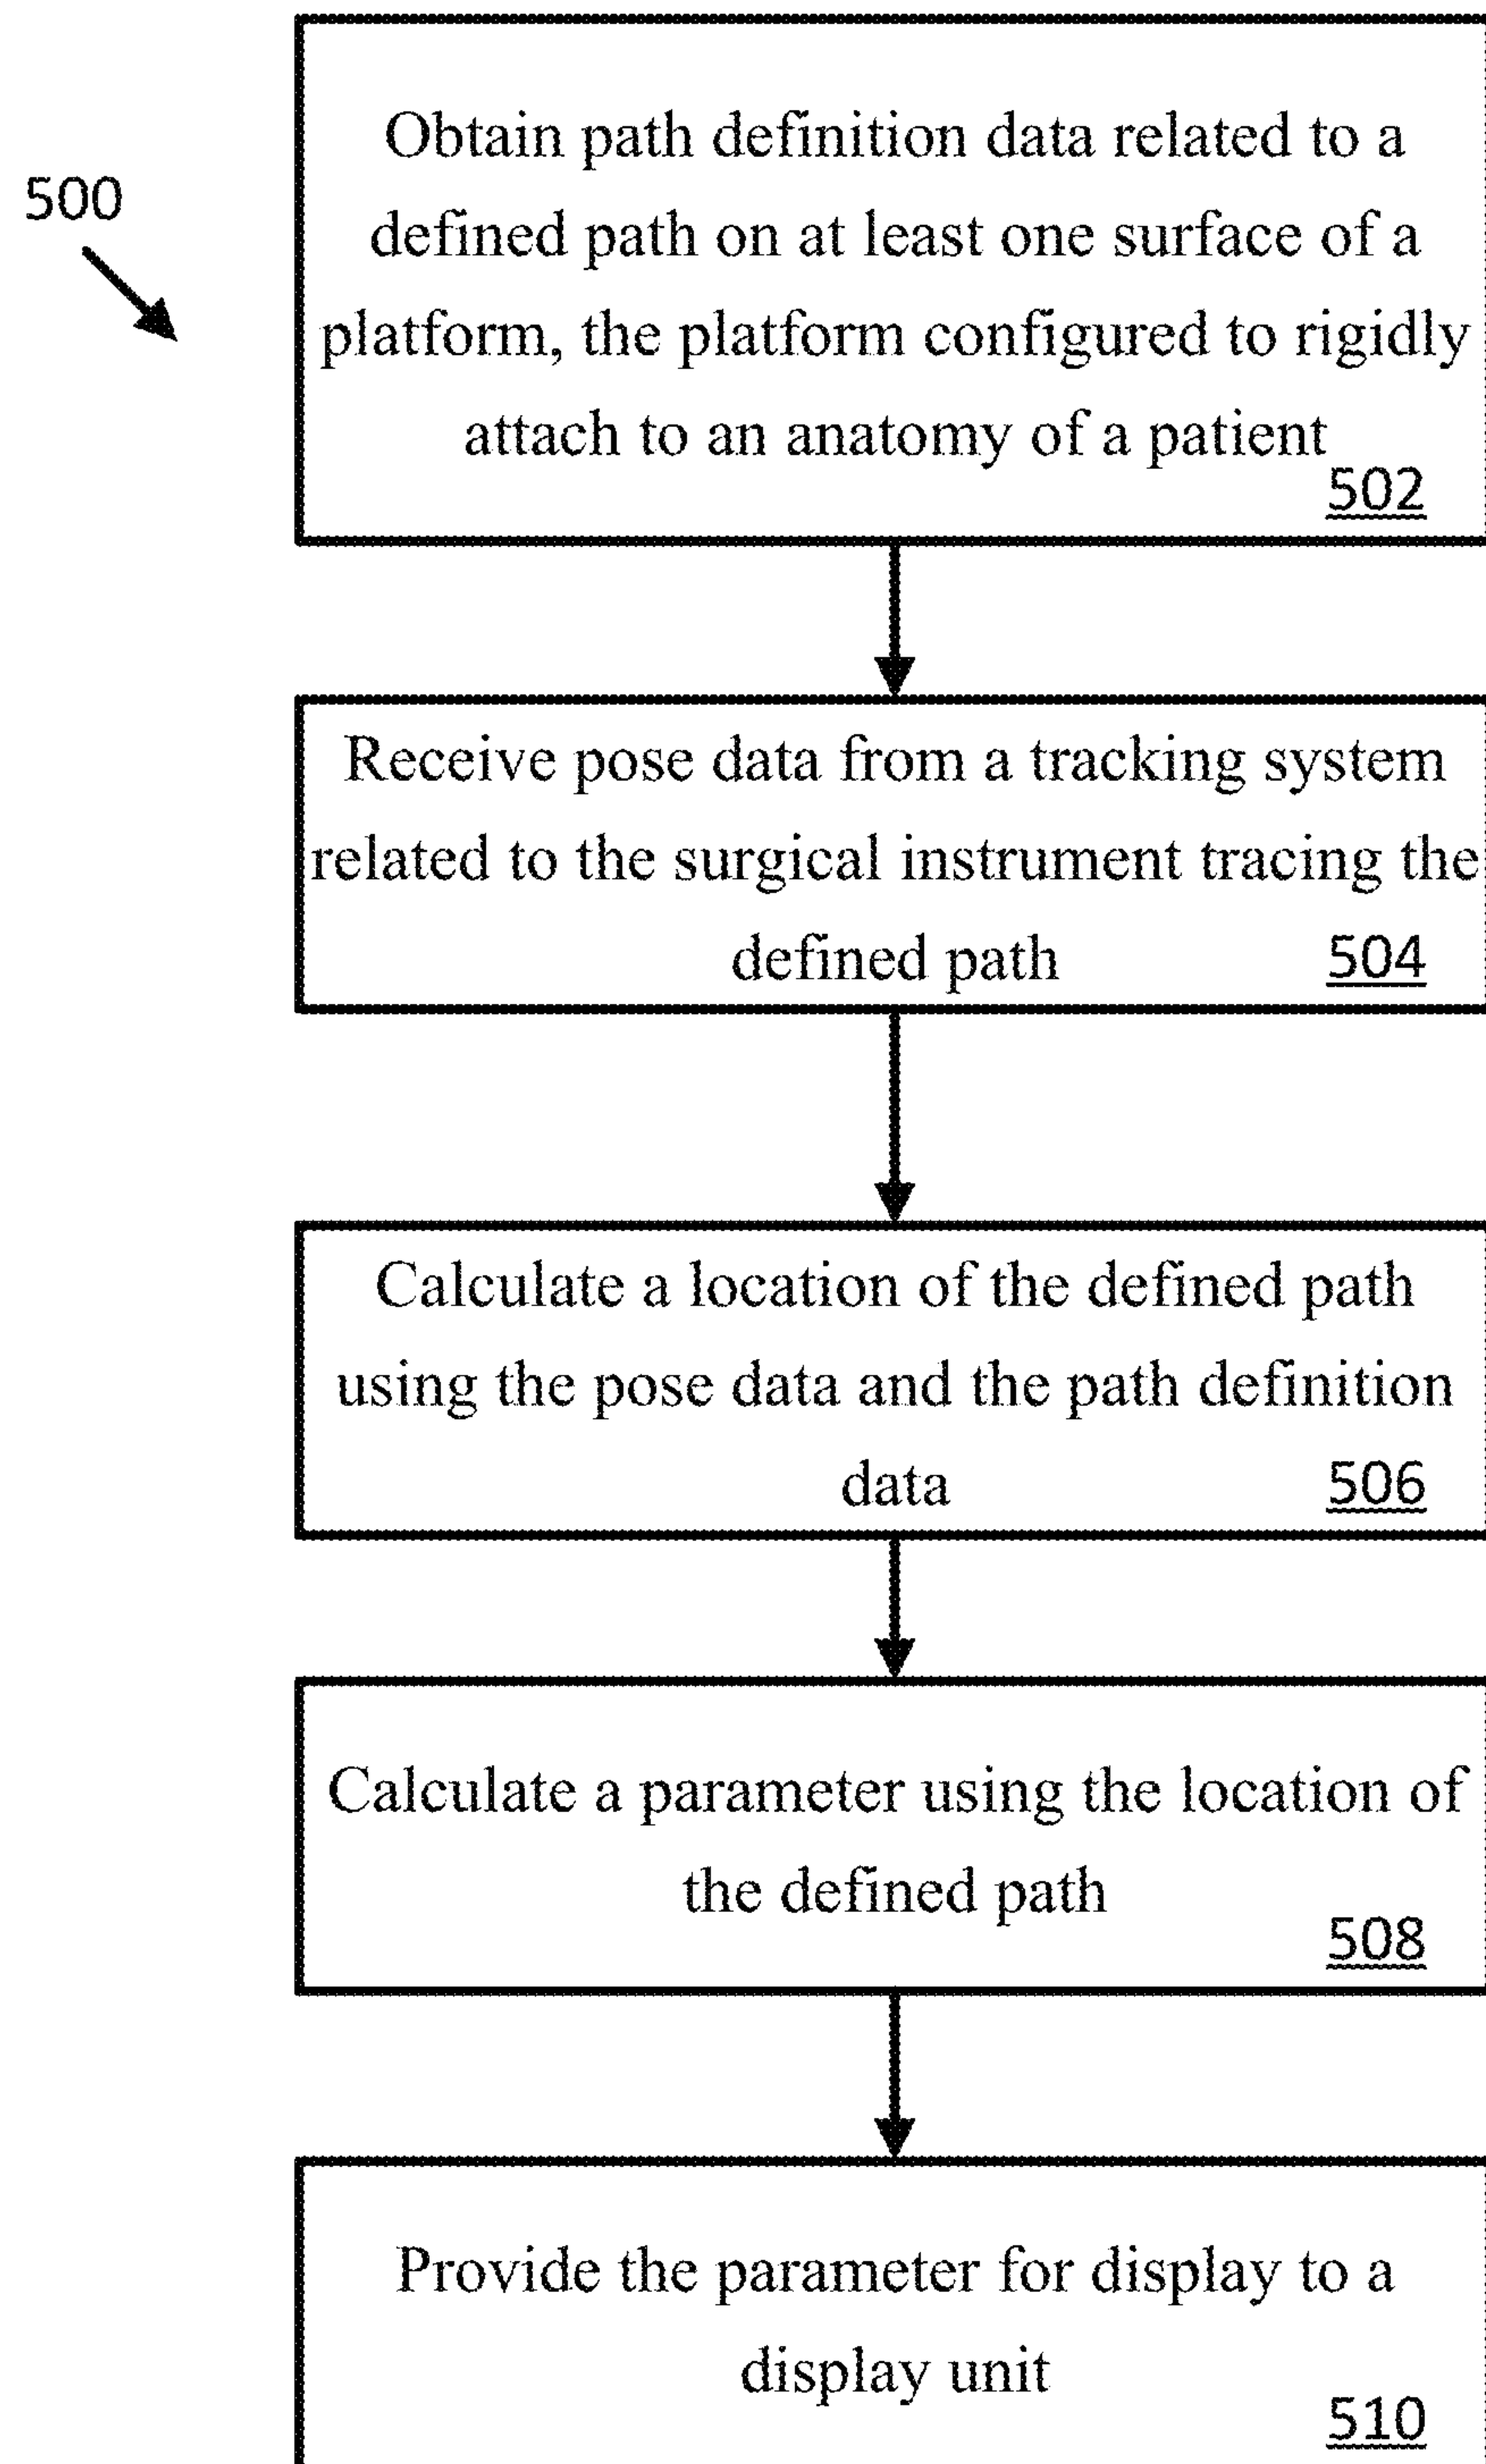 500
Obtain path definition data related to a
defined path on at least one surface of a
platform, the platform configured to rigidly
attach to an anatomy of a patient
502
Receive pose data from a tracking system
related to the surgical instrument tracing the
defined path 504
Calculate a location of the defined path
using the pose data and the path definition
data 506
Calculate a parameter using the location of
the defined path
508
Provide the parameter for display to a
display unit
510